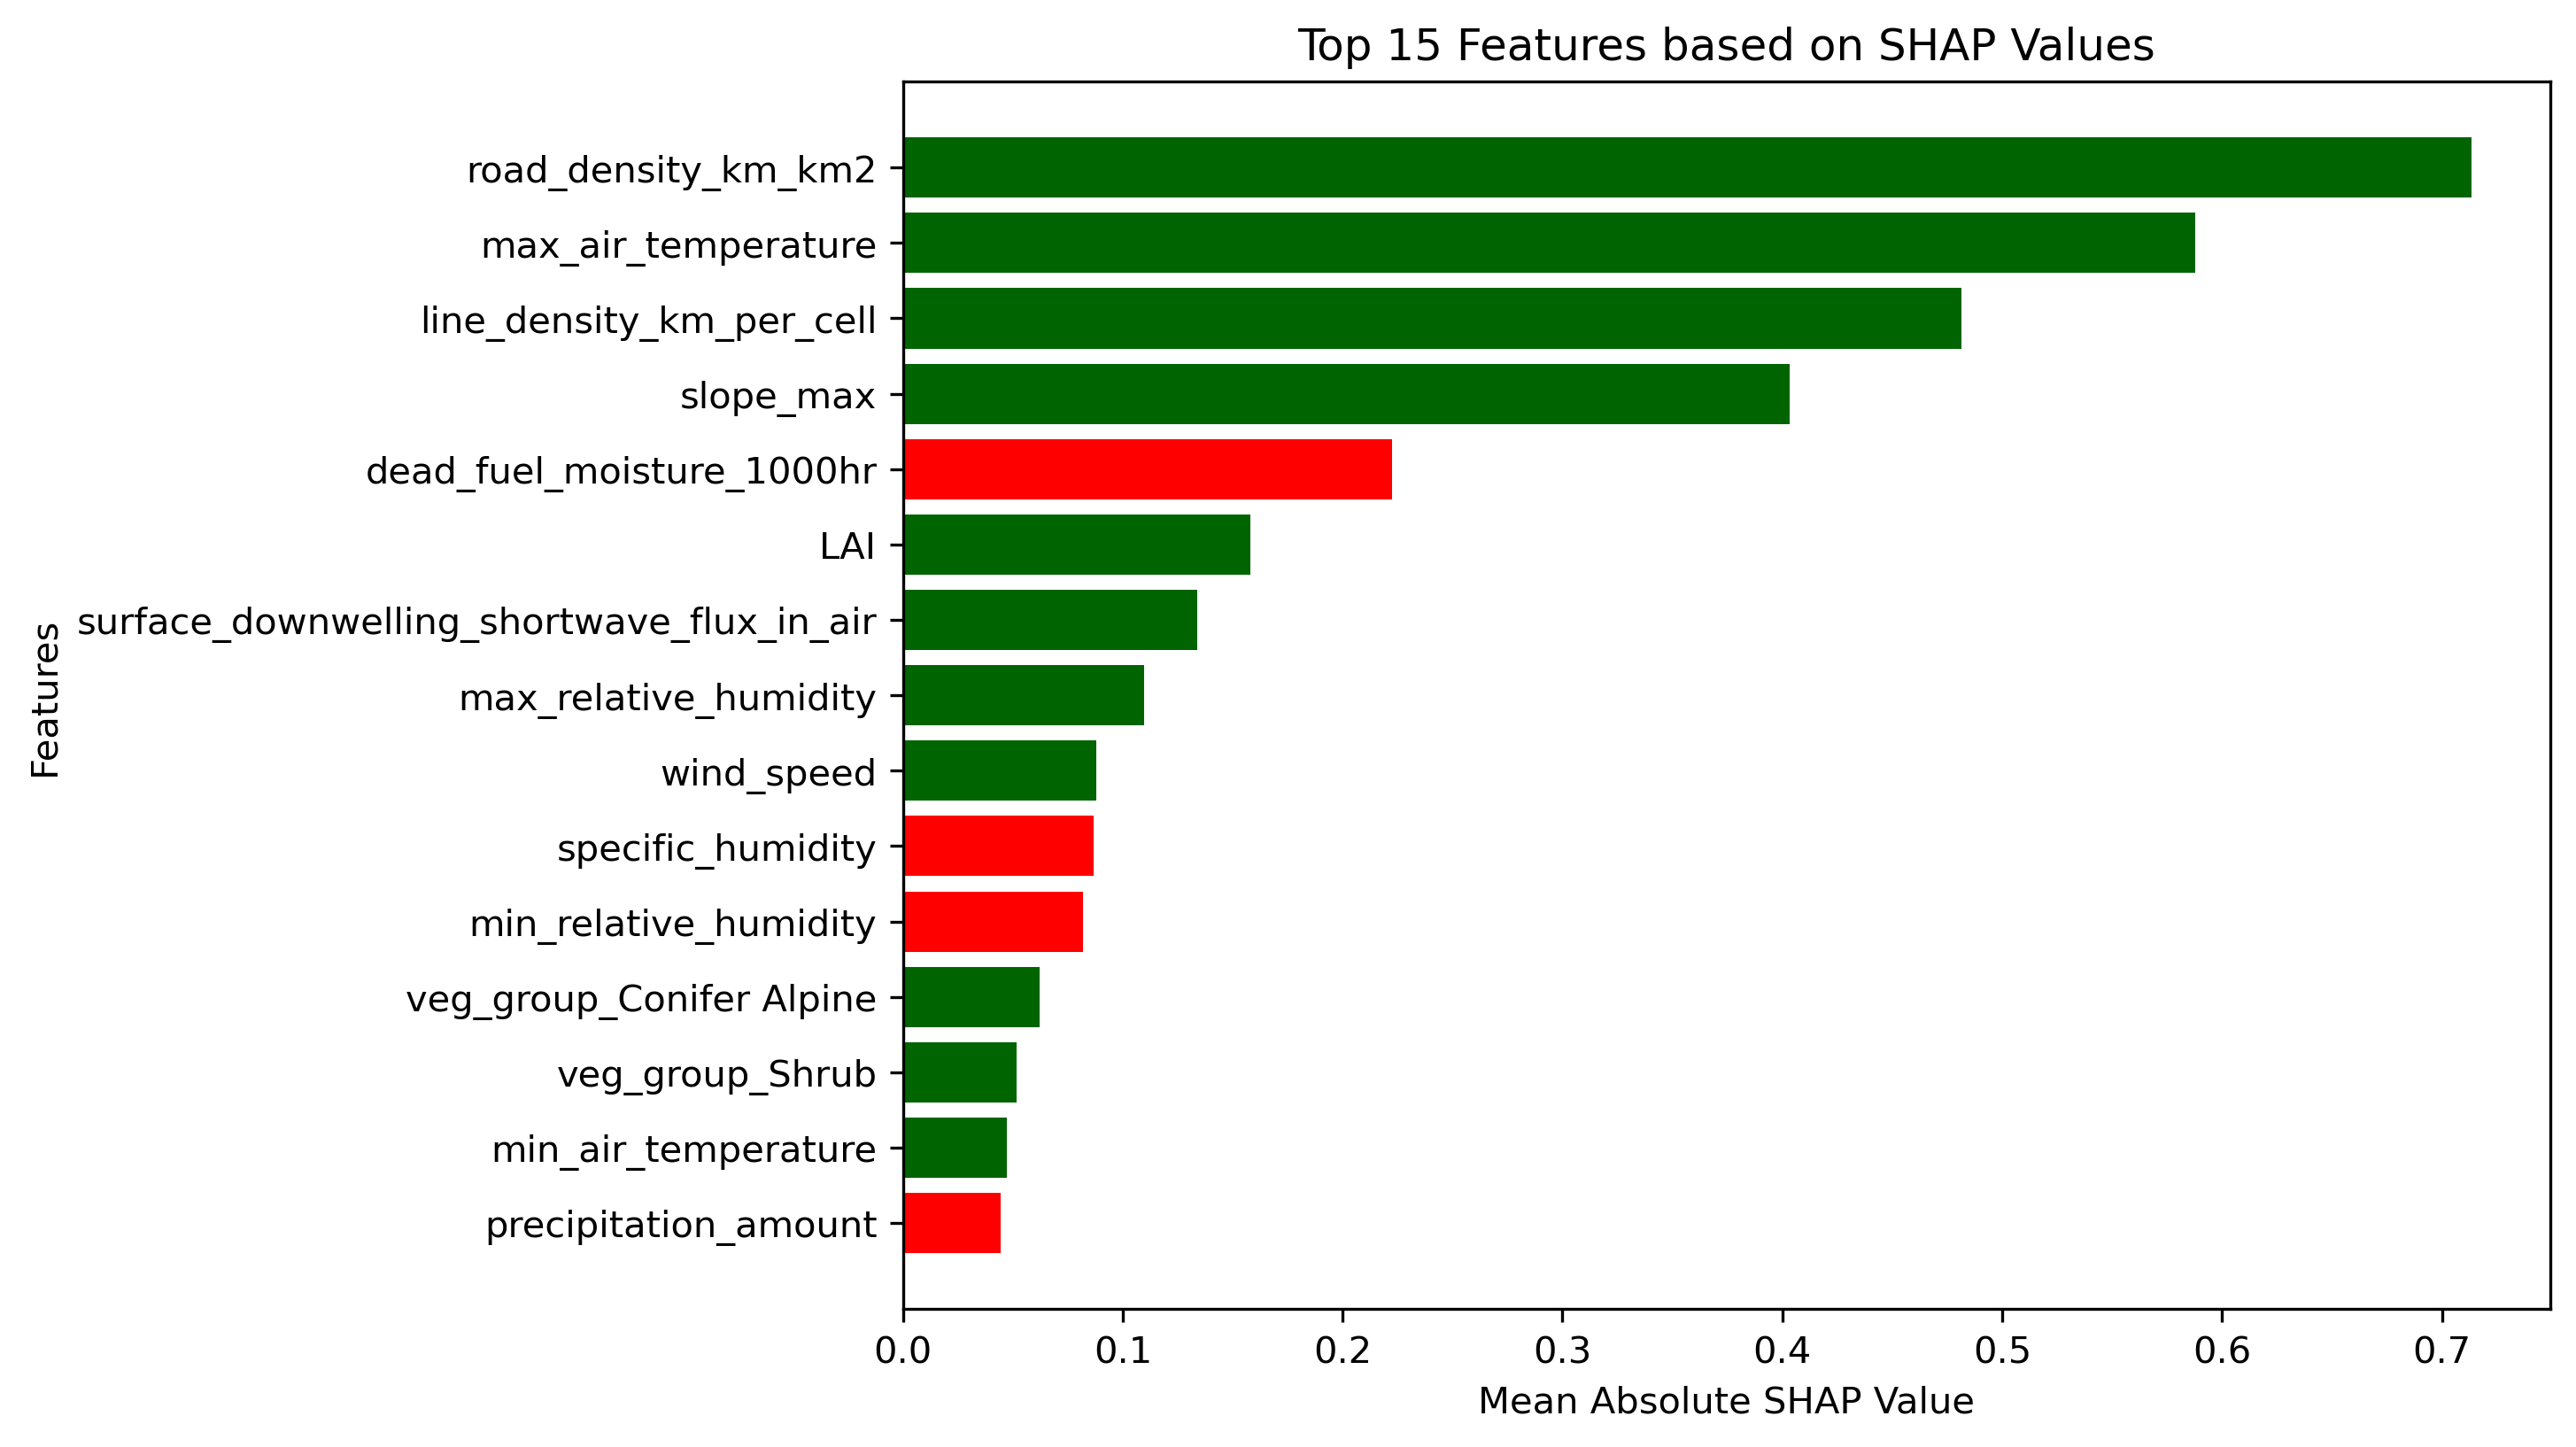 Top 15 Features based on SHAP Values
Features
road_density_km_km2
max_air_temperature
line_density_km_per_cell
slope_max
dead_fuel_moisture_1000hr
LAI
surface_downwelling_shortwave_flux_in_air
max_relative_humidity
wind_speed
specific_humidity
min_relative_humidity
veg_group_Conifer Alpine
veg_group_Shrub
min_air_temperature
precipitation_amount
0.0 0.1 0.2 0.3 0.4 0.5 0.6 0.7
Mean Absolute SHAP Value